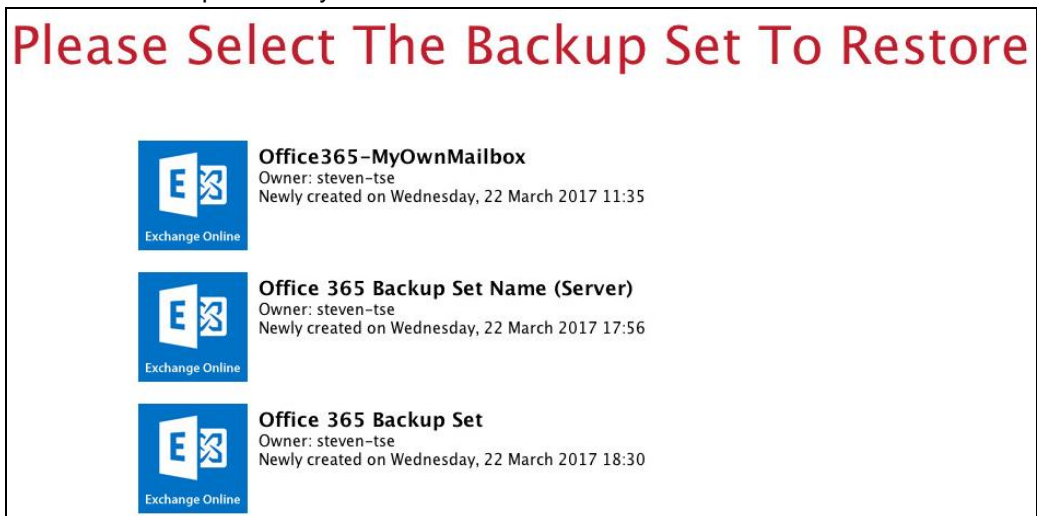 Please Select The Backup Set To Restore
Office365-MyOwnMailbox
Owner: steven-tse
Newly created on Wednesday, 22 March 2017 11:35
E
Exchange Online
Office 365 Backup Set Name (Server)
Owner: steven-tse
Newly created on Wednesday, 22 March 2017 17:56
E
Exchange Online
Office 365 Backup Set
Owner: steven-tse
Newly created on Wednesday, 22 March 2017 18:30
E
Exchange Online